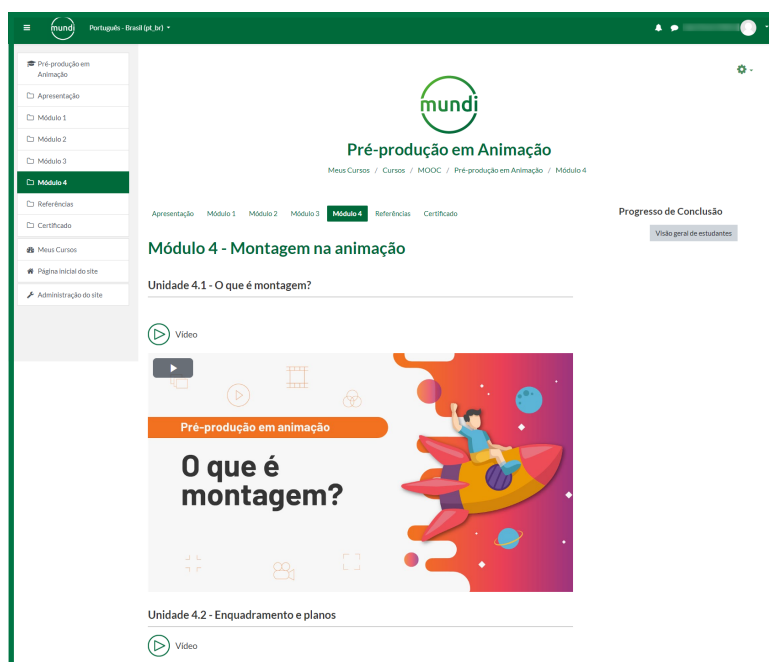 mundi
Português - Brasil (pt_br)
Pré-produção em
Animação
Apresentação
Módulo 1
Módulo 2
Módulo 3
Módulo 4
Referências
Certificado
Meus Cursos
Página inicial do site
Administração do site
mundi
Pré-produção em Animação
Meus Cursos / Cursos / MOOC / Pré-produção em Animação / Módulo 4
Apresentação Módulo 1 Módulo 2 Módulo 3 Módulo 4 Referências Certificado
Progresso de Conclusão
Visão geral de estudantes
Módulo 4 - Montagem na animação
Unidade 4.1 - O que é montagem?
Vídeo
Pré-produção em animação
O que é
montagem?
Unidade 4.2 - Enquadramento e planos
Vídeo